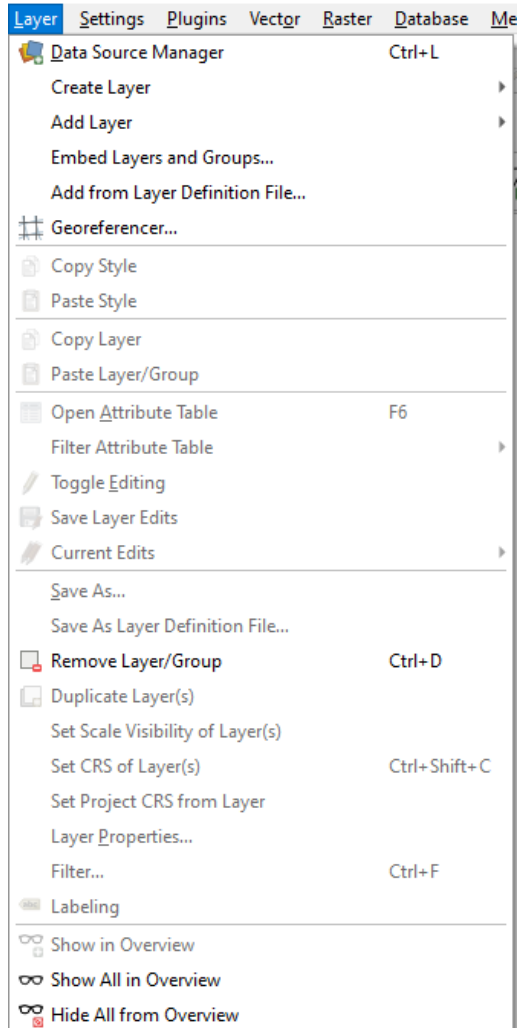 Layer Settings Plugins Vector Raster Database Me
Data Source Manager Ctrl+L
Create Layer
Add Layer
Embed Layers and Groups...
Add from Layer Definition File...
Georeferencer...
Copy Style
Paste Style
Copy Layer
Paste Layer/Group
Open Attribute Table F6
Filter Attribute Table
Toggle Editing
Save Layer Edits
Current Edits
Save As...
Save As Layer Definition File...
Remove Layer/Group Ctrl+D
Duplicate Layer(s)
Set Scale Visibility of Layer(s)
Set CRS of Layer(s) Ctrl+Shift+C
Set Project CRS from Layer
Layer Properties...
Filter... Ctrl+F
abc Labeling
Show in Overview
Show All in Overview
Hide All from Overview